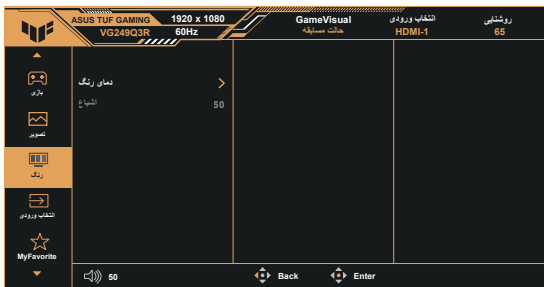 ASUS TUF GAMING
VG249Q3R
1920 x 1080
60Hz
GameVisual
حالت مسابقه
انتخاب ورودی
HDMI-1
روشنایی
65
بازی
تصویر
رنگ
انتخاب ورودی
MyFavorite
دمای رنگ
اشباع 50
50
Back
Enter